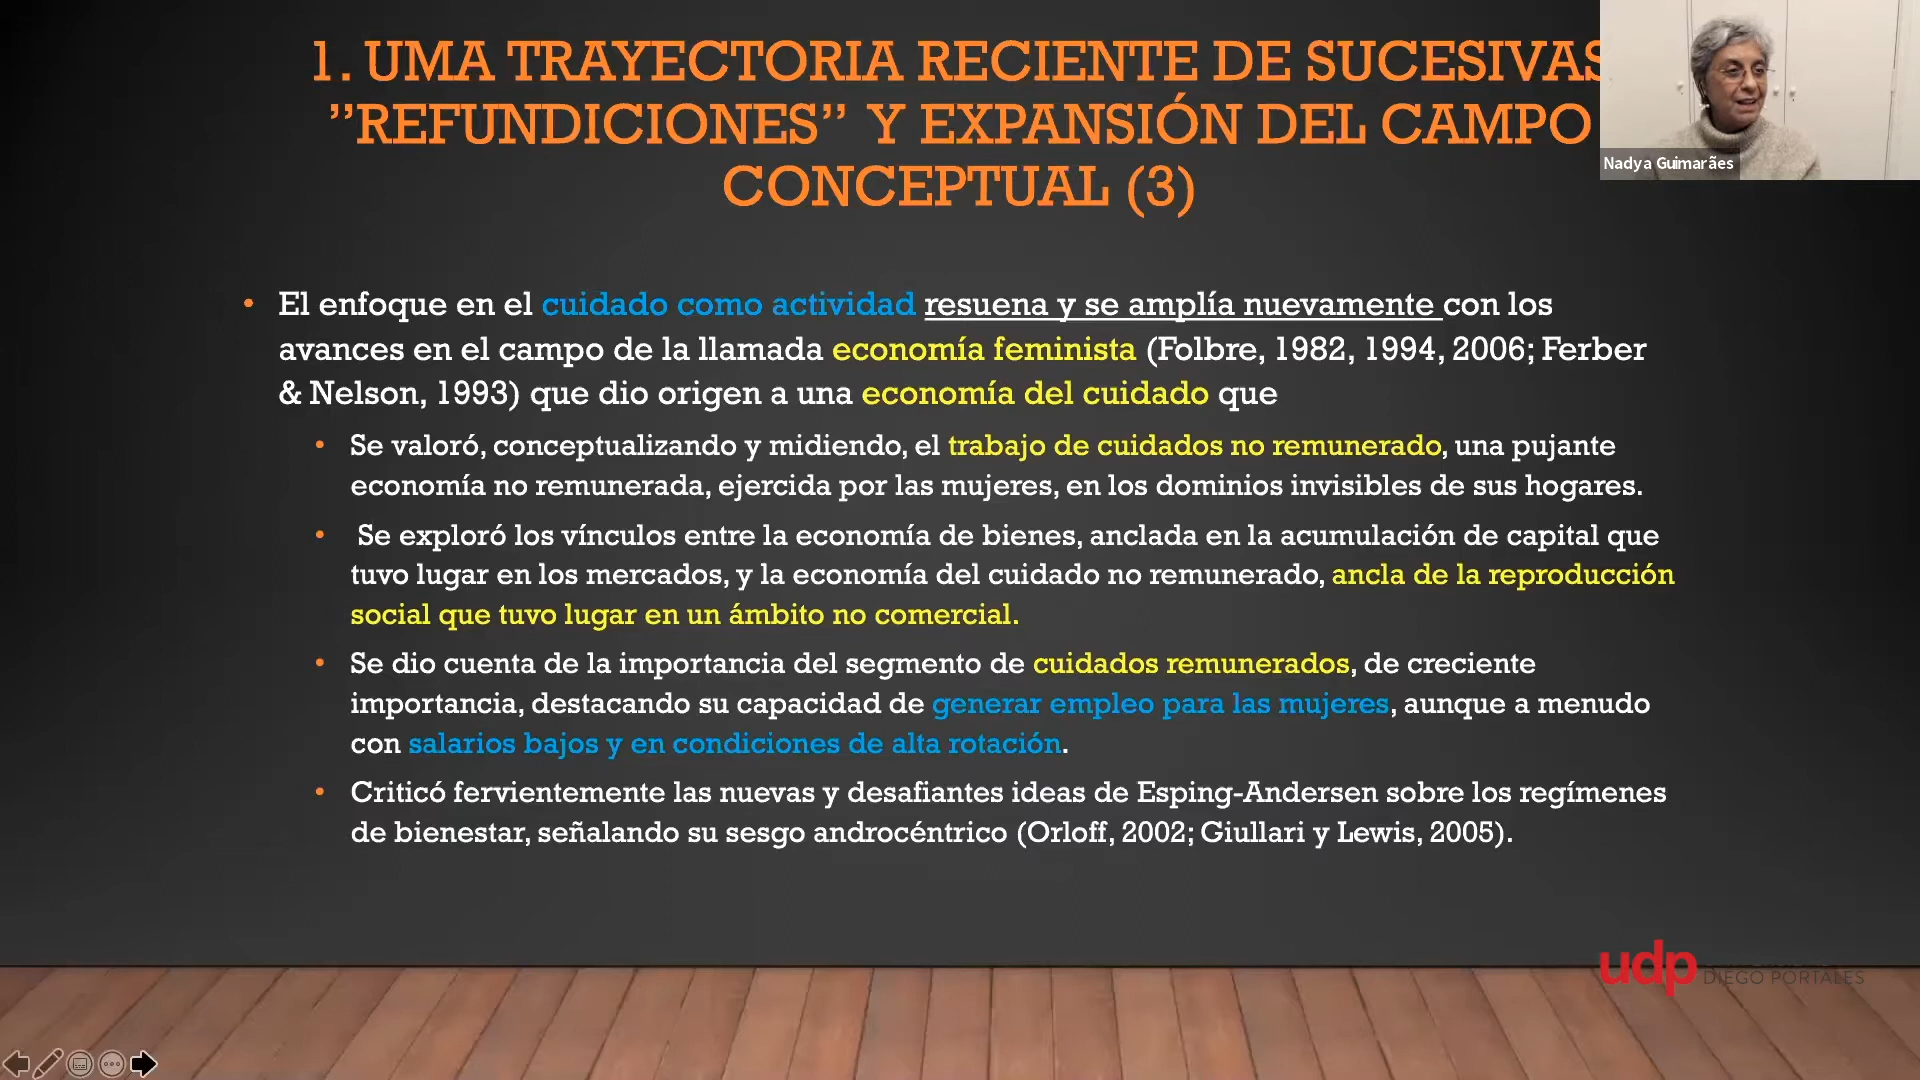 1. UMA TRAYECTORIA RECIENTE DE SUCESIVAS
”REFUNDICIONES” Y EXPANSIÓN DEL CAMPO
CONCEPTUAL (3)
Nadya Guimarães
• El enfoque en el cuidado como actividad resuena y se amplía nuevamente con los
avances en el campo de la llamada economía feminista (Folbre, 1982, 1994, 2006; Ferber
& Nelson, 1993) que dio origen a una economía del cuidado que
• Se valoró, conceptualizando y midiendo, el trabajo de cuidados no remunerado, una pujante
economía no remunerada, ejercida por las mujeres, en los dominios invisibles de sus hogares.
• Se exploró los vínculos entre la economía de bienes, anclada en la acumulación de capital que
tuvo lugar en los mercados, y la economía del cuidado no remunerado, ancla de la reproducción
social que tuvo lugar en un ámbito no comercial.
• Se dio cuenta de la importancia del segmento de cuidados remunerados, de creciente
importancia, destacando su capacidad de generar empleo para las mujeres, aunque a menudo
con salarios bajos y en condiciones de alta rotación.
• Criticó fervientemente las nuevas y desafiantes ideas de Esping-Andersen sobre los regímenes
de bienestar, señalando su sesgo androcéntrico (Orloff, 2002; Giullari y Lewis, 2005).
udp
DIEGO PORTALES